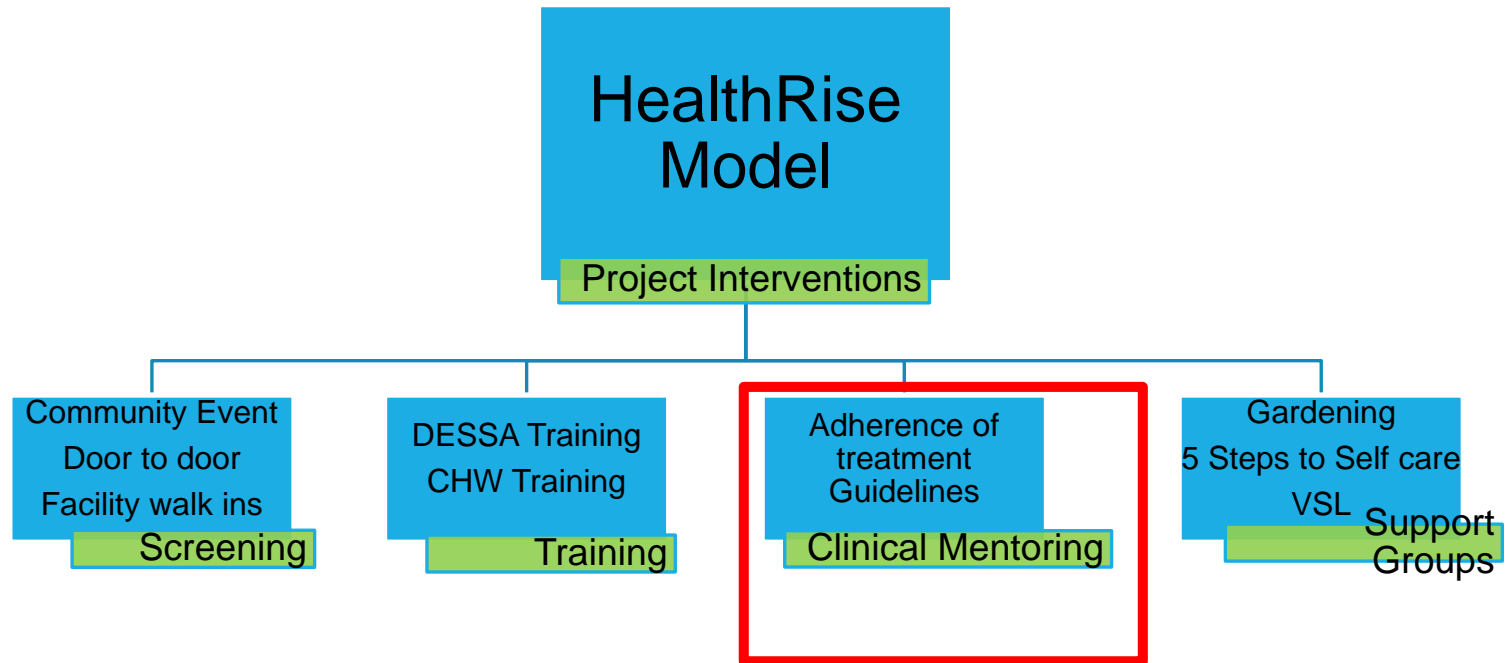 HealthRise
Model
Project Interventions
Community Event
Door to door
Facility walk ins
Screening
DESSA Training
CHW Training
Training
Adherence of
treatment
Guidelines
Clinical Mentoring
Gardening
5 Steps to Self care
VSL
Support
Groups